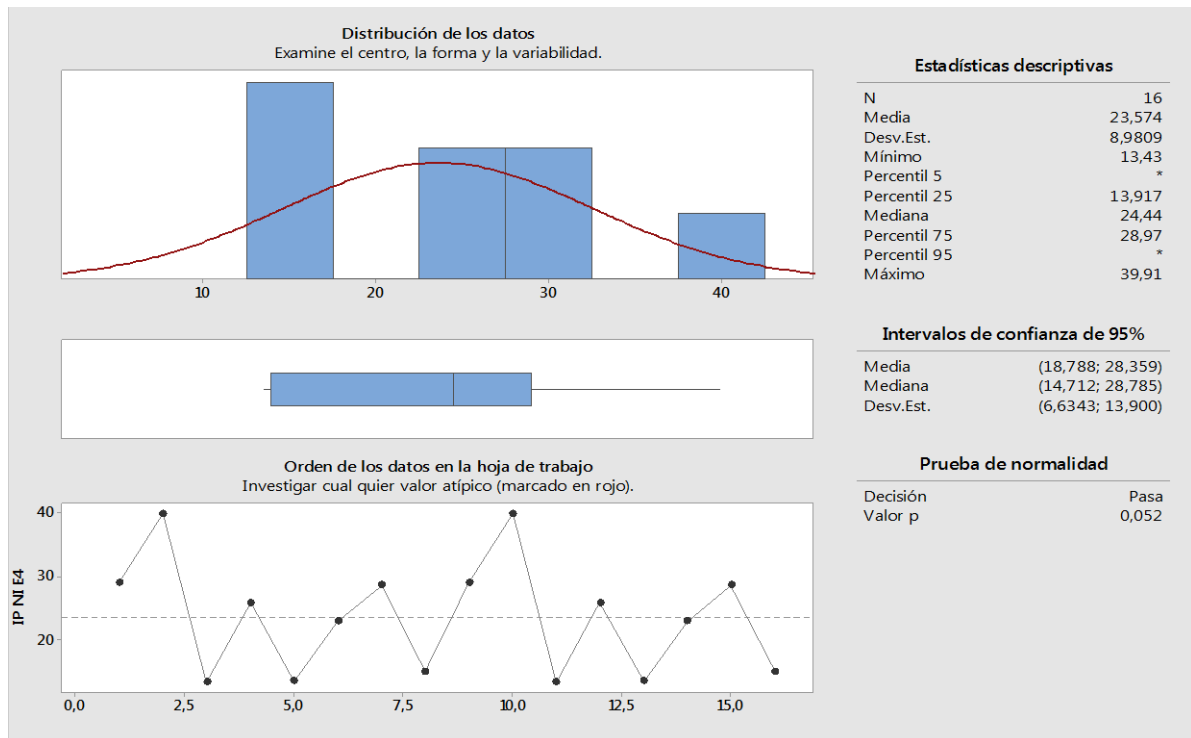 Distribución de los datos
Examine el centro, la forma y la variabilidad.
10 20 30 40
Estadísticas descriptivas
N 16
Media 23,574
Desv.Est. 8,9809
Mínimo 13,43
Percentil 5 *
Percentil 25 13,917
Mediana 24,44
Percentil 75 28,97
Percentil 95 *
Máximo 39,91
Intervalos de confianza de 95%
Media (18,788; 28,359)
Mediana (14,712; 28,785)
Desv.Est. (6,6343; 13,900)
Orden de los datos en la hoja de trabajo
Investigar cual quier valor atípico (marcado en rojo).
IP NI E4
40
30
20
0,0 2,5 5,0 7,5 10,0 12,5 15,0
Prueba de normalidad
Decisión Pasa
Valor p 0,052